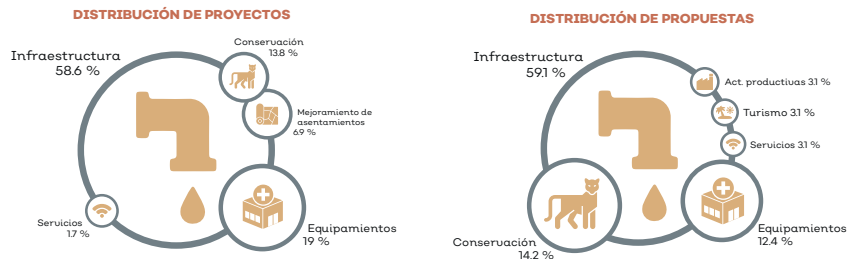 DISTRIBUCIÓN DE PROYECTOS
Infraestructura
58.6 %
Conservación
13.8 %
Mejoramiento de
asentamientos
6.9 %
Servicios
1.7 %
Equipamientos
19 %
DISTRIBUCIÓN DE PROPUESTAS
Infraestructura
59.1 %
Act. productivas 3.1 %
Turismo 3.1 %
Servicios 3.1 %
Conservación
14.2 %
Equipamientos
12.4 %